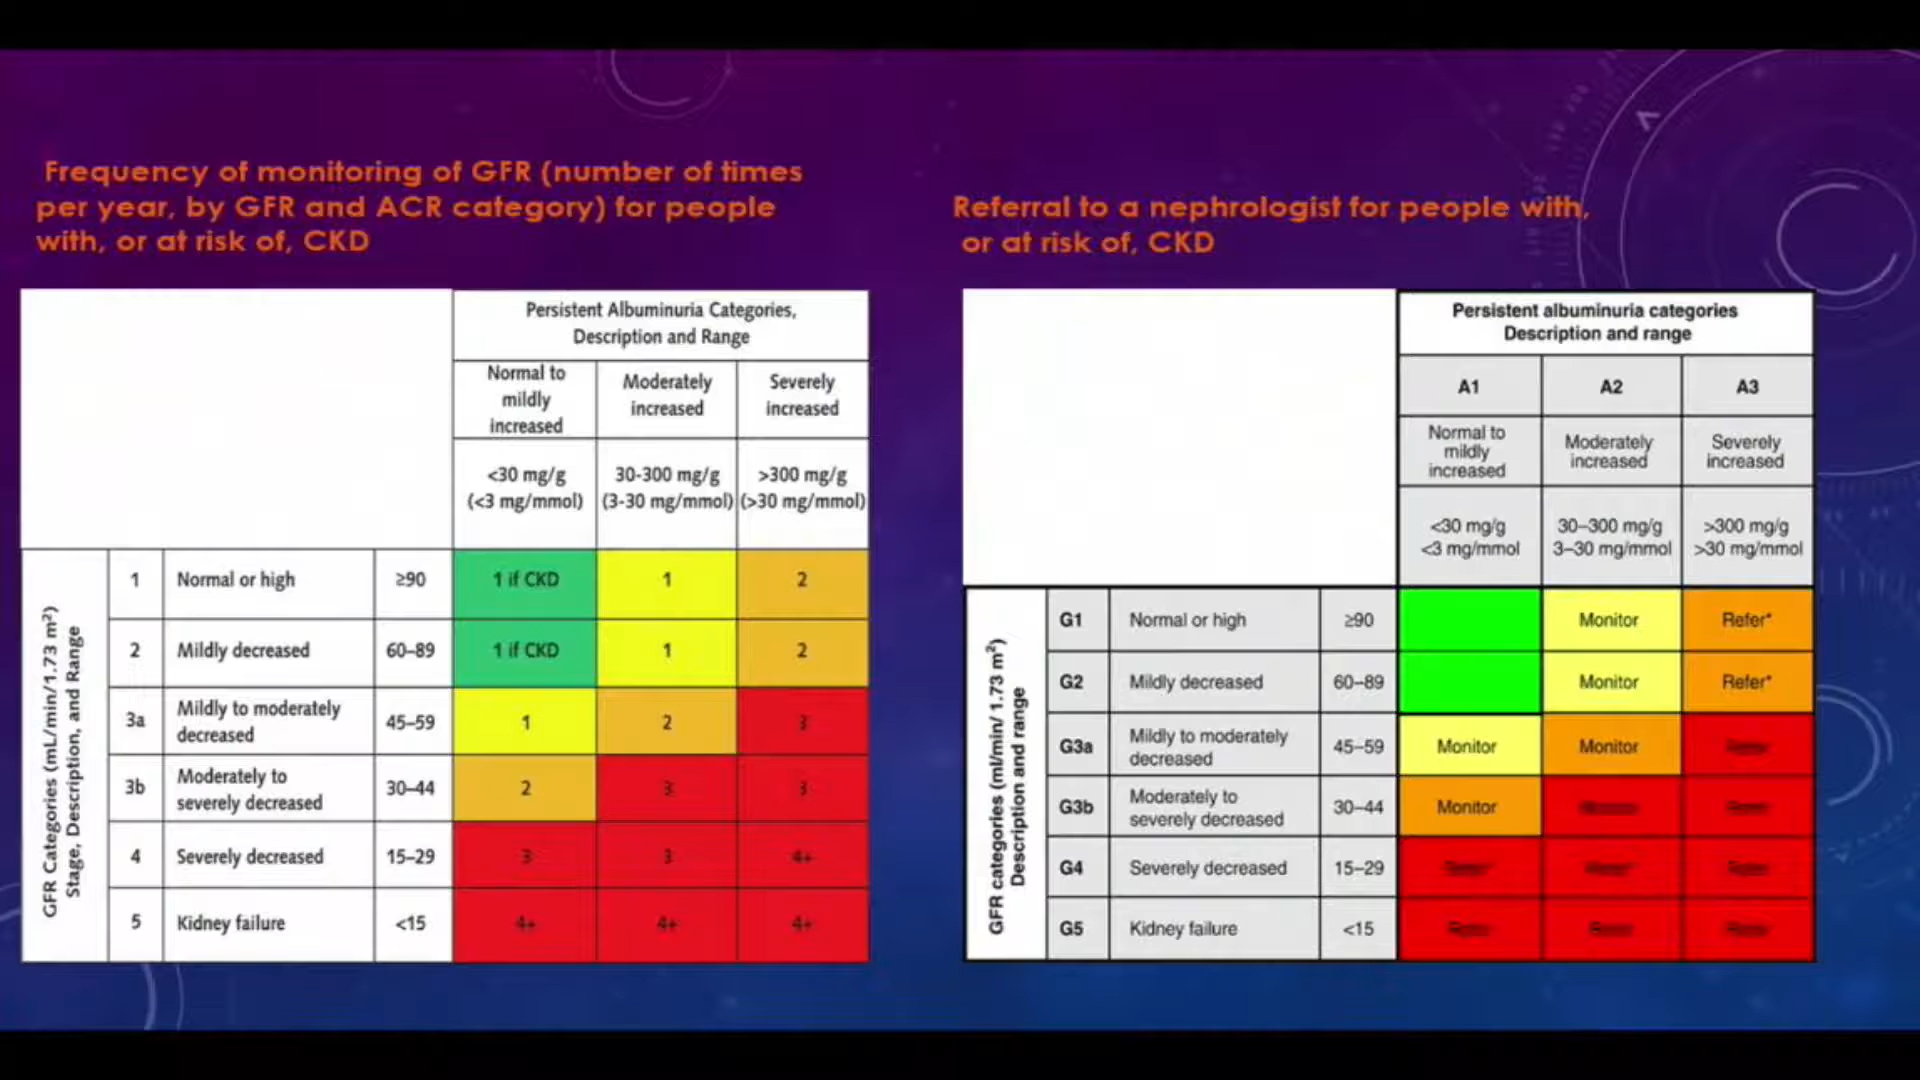 Frequency of monitoring of GFR (number of times
per year, by GFR and ACR category) for people
with, or at risk of, CKD
Persistent Albuminuria Categories,
Description and Range
Normal to
mildly
increased
Moderately
increased
Severely
increased
<30 mg/g
(<3 mg/mmol)
30-300 mg/g
(3-30 mg/mmol)
>300 mg/g
(>30 mg/mmol)
GFR Categories (mL/min/1.73 m²)
Stage, Description, and Range
1 Normal or high ≥90 1 if CKD 1 2
2 Mildly decreased 60–89 1 if CKD 1 2
3a Mildly to moderately
decreased 45–59 1 2 3
3b Moderately to
severely decreased 30–44 2 3 3
4 Severely decreased 15–29 3 3 4+
5 Kidney failure <15 4+ 4+ 4+
Referral to a nephrologist for people with,
or at risk of, CKD
Persistent albuminuria categories
Description and range
A1 A2 A3
Normal to
mildly
increased
Moderately
increased
Severely
increased
<30 mg/g
<3 mg/mmol
30–300 mg/g
3–30 mg/mmol
>300 mg/g
>30 mg/mmol
GFR categories (ml/min/ 1.73 m²)
Description and range
G1 Normal or high ≥90 Monitor Refer*
G2 Mildly decreased 60–89 Monitor Refer*
G3a Mildly to moderately
decreased 45–59 Monitor Monitor
G3b Moderately to
severely decreased 30–44 Monitor
G4 Severely decreased 15–29
G5 Kidney failure <15